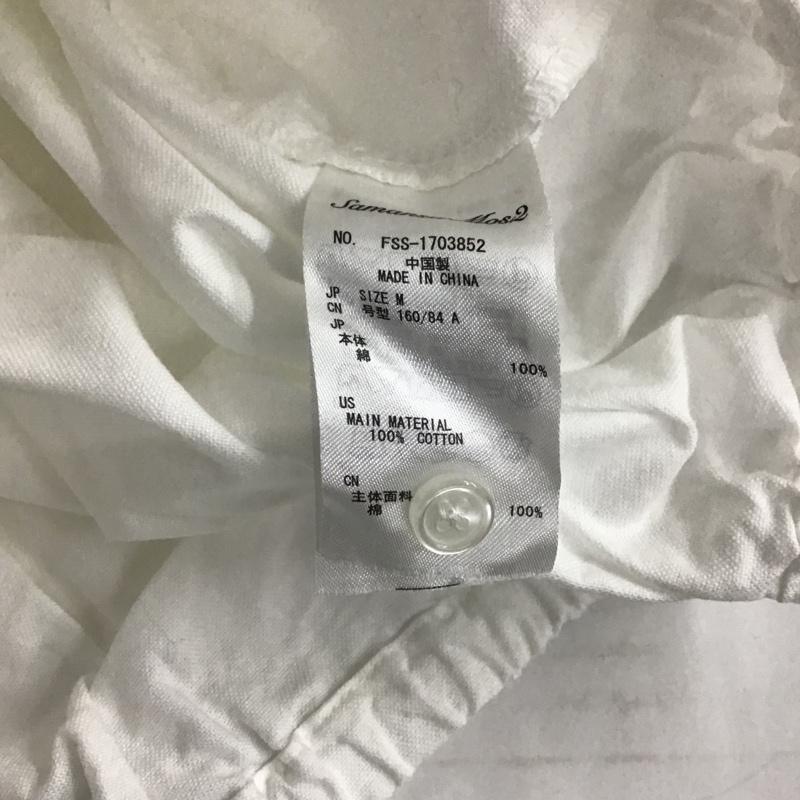 Mos2
NO. FSS-1703852
中国製
MADE IN CHINA
JP SIZE M
CN 号型 160/84 A
JP
本体
綿 100%
US
MAIN MATERIAL
100% COTTON
CN
主体面料
棉 100%